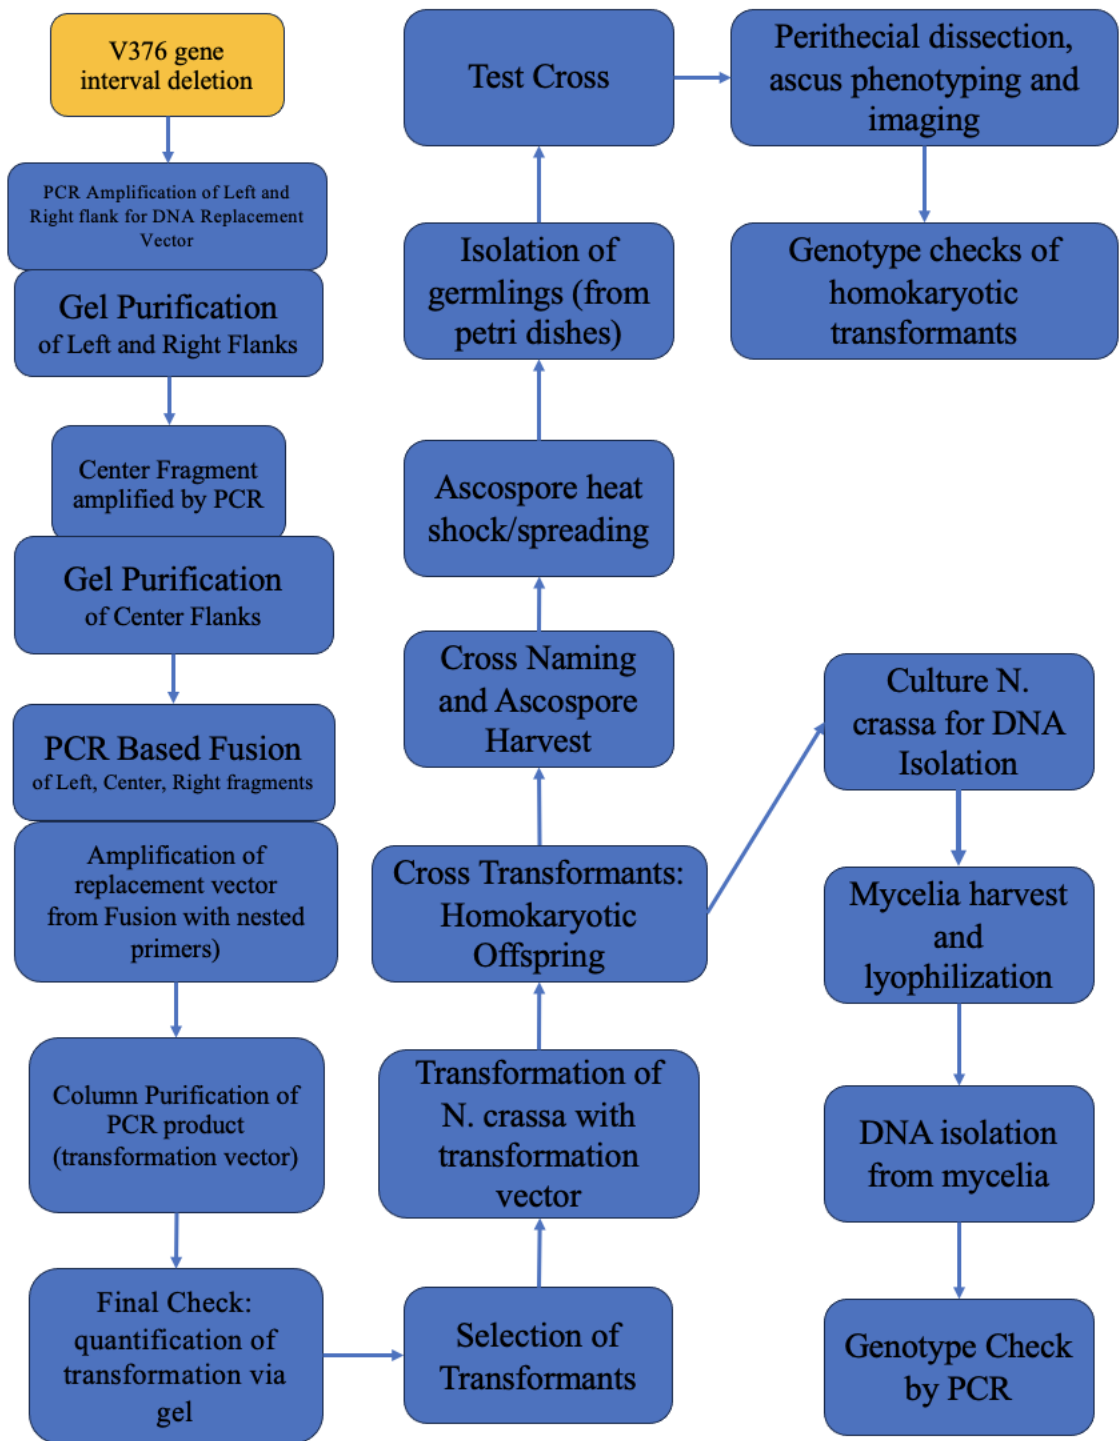 V376 gene
interval deletion
PCR Amplification of Left and
Right flank for DNA Replacement
Vector
Gel Purification
of Left and Right Flanks
Center Fragment
amplified by PCR
Gel Purification
of Center Flanks
PCR Based Fusion
of Left, Center, Right fragments
Amplification of
replacement vector
from Fusion with nested
primers)
Column Purification of
PCR product
(transformation vector)
Final Check:
quantification of
transformation via
gel
Selection of
Transformants
Transformation of
N. crassa with
transformation
vector
Cross Transformants:
Homokaryotic
Offspring
Cross Naming
and Ascospore
Harvest
Ascospore heat
shock/spreading
Isolation of
germlings (from
petri dishes)
Test Cross
Perithecial dissection,
ascus phenotyping and
imaging
Genotype checks of
homokaryotic
transformants
Culture N.
crassa for DNA
Isolation
Mycelia harvest
and
lyophilization
DNA isolation
from mycelia
Genotype Check
by PCR